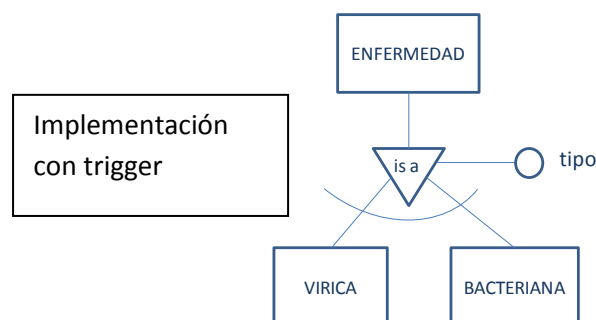 ENFERMEDAD
Implementación
con trigger
is a
tipo
VIRICA
BACTERIANA